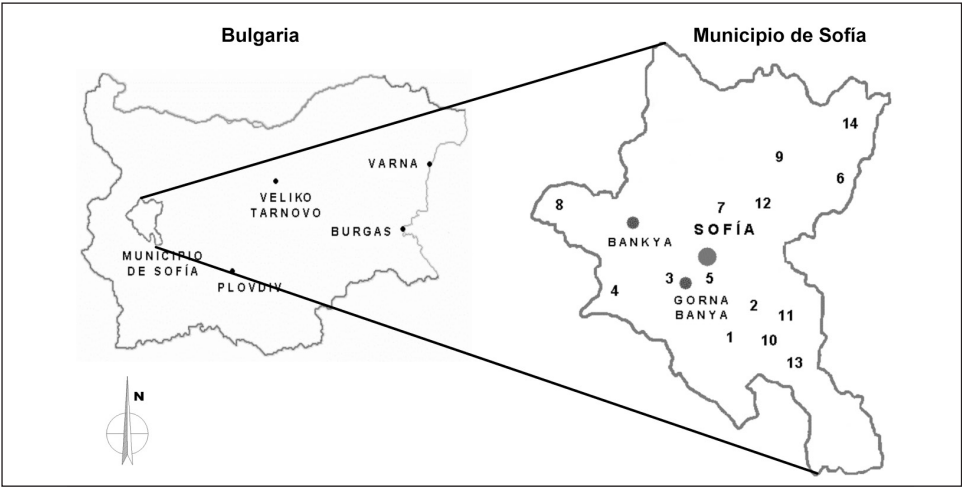 Bulgaria
VARNA
VELIKO
TARNOVO
BURGAS
MUNICIPIO
DE SOFÍA
PLOVDIV
N
Municipio de Sofía
14
9
6
8
7
12
SOFÍA
BANKYA
3
5
4
GORNA
BANYA
2
11
1
10
13